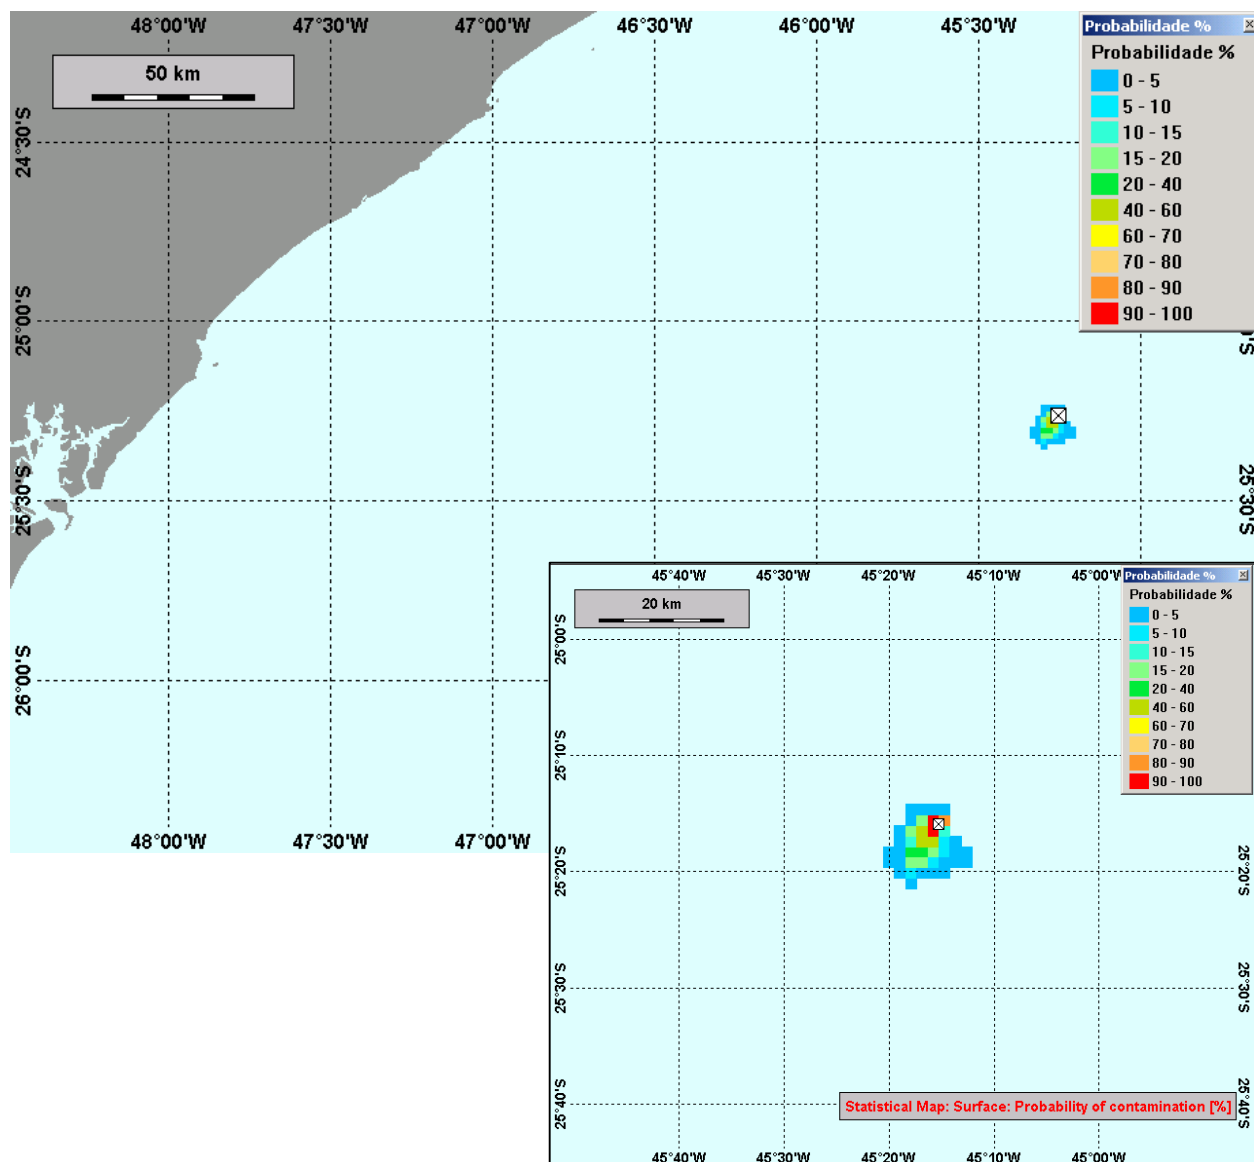 48°00'W 47°30'W 47°00'W 46°30'W 46°00'W 45°30'W
Probabilidade %
50 km
Probabilidade %
0 - 5
5 - 10
10 - 15
15 - 20
20 - 40
40 - 60
60 - 70
70 - 80
80 - 90
90 - 100
24°30'S
25°00'S
25°30'S 25°30'S
26°00'S
48°00'W 47°30'W 47°00'W
45°40'W 45°30'W 45°20'W 45°10'W 45°00'W
Probabilidade %
20 km
Probabilidade %
0 - 5
5 - 10
10 - 15
15 - 20
20 - 40
40 - 60
60 - 70
70 - 80
80 - 90
90 - 100
25°00'S
25°10'S
25°20'S 25°20'S
25°30'S 25°30'S
25°40'S 25°40'S
Statistical Map: Surface: Probability of contamination [%]
45°40'W 45°30'W 45°20'W 45°10'W 45°00'W